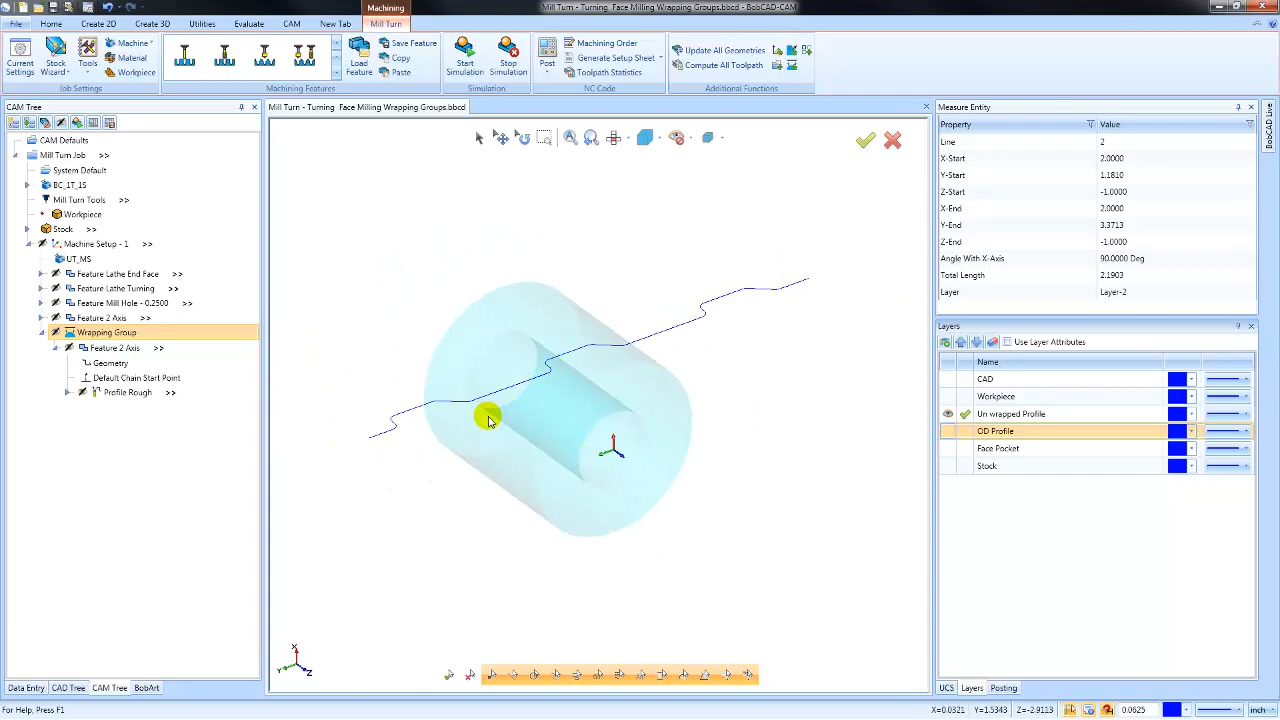 Machining
Mill Turn - Turning Face Milling Wrapping Groups.bbcd - BobCAD-CAM
File Home Create 2D Create 3D Utilities Evaluate CAM New Tab Mill Turn
Current Settings
Stock Wizard
Tools
Machine
Material
Workpiece
Job Settings
Load Feature
Save Feature
Copy
Paste
Machining Features
Start Simulation
Stop Simulation
Simulation
Post
Machining Order
Generate Setup Sheet
Toolpath Statistics
NC Code
Update All Geometries
Compute All Toolpath
Additional Functions
CAM Tree
CAM Defaults
Mill Turn Job >>
System Default
BC_1T_1S
Mill Turn Tools >>
Workpiece
Stock >>
Machine Setup - 1 >>
UT_MS
Feature Lathe End Face >>
Feature Lathe Turning >>
Feature Mill Hole - 0.2500 >>
Feature 2 Axis >>
Wrapping Group
Feature 2 Axis >>
Geometry
Default Chain Start Point
Profile Rough >>
Data Entry CAD Tree CAM Tree BobArt
Mill Turn - Turning Face Milling Wrapping Groups.bbcd
X
Y
Z
Measure Entity
Property Value
Line 2
X-Start 2.0000
Y-Start 1.1810
Z-Start -1.0000
X-End 2.0000
Y-End 3.3713
Z-End -1.0000
Angle With X-Axis 90.0000 Deg
Total Length 2.1903
Layer Layer-2
Layers
Use Layer Attributes
Name
CAD
Workpiece
Un wrapped Profile
OD Profile
Face Pocket
Stock
UCS Layers Posting
BobCAD Live
For Help, Press F1
X=0.0321 Y=1.5343 Z=-2.9113 0.0625 inch